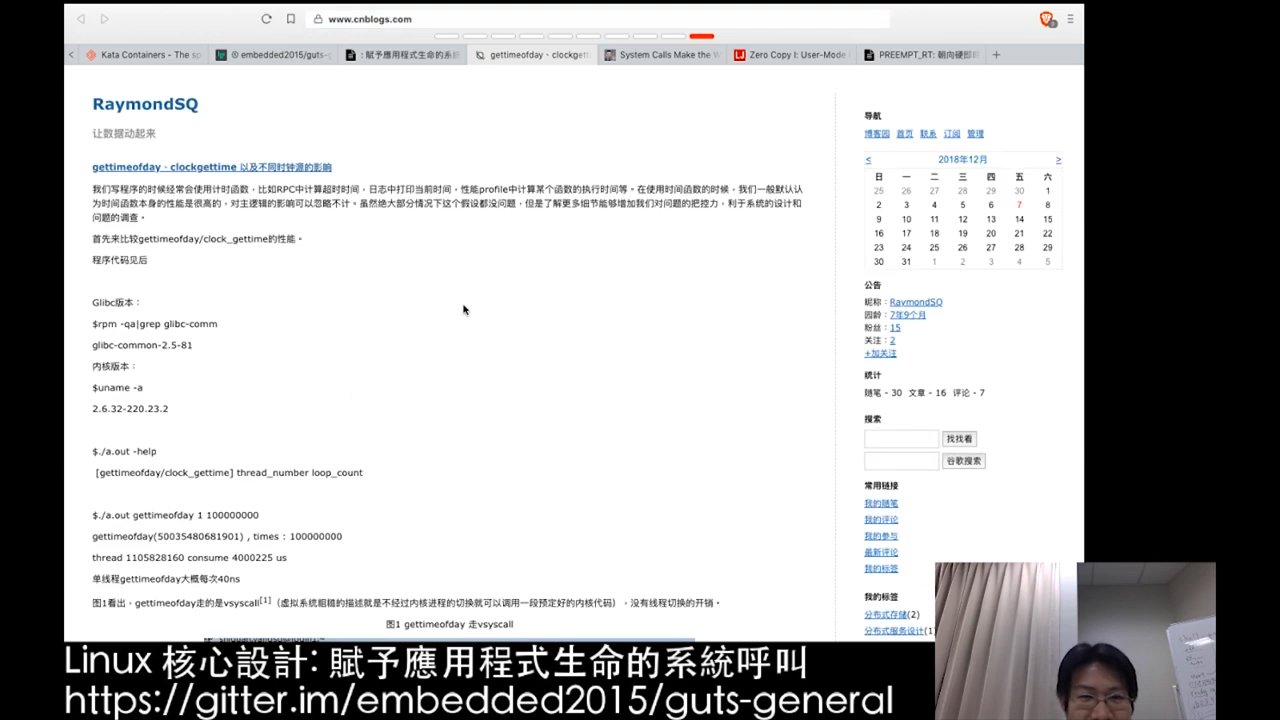 www.cnblogs.com
Kata Containers - The sp
embedded2015/guts-g
: 賦予應用程式生命的系統
gettimeofday、clockgett
System Calls Make the W
Zero Copy I: User-Mode
PREEMPT_RT: 朝向硬即時
RaymondSQ
让数据动起来
gettimeofday、clockgettime 以及不同时钟源的影响
我们写程序的时候经常会使用计时函数，比如RPC中计算超时时间，日志中打印当前时间，性能profile中计算某个函数的执行时间等。在使用时间函数的时候，我们一般默认认
为时间函数本身的性能是很高的，对主逻辑的影响可以忽略不计。虽然绝大部分情况下这个假设都没问题，但是了解更多细节能够增加我们对问题的把控力，利于系统的设计和
问题的调查。
首先来比较gettimeofday/clock_gettime的性能。
程序代码见后
Glibc版本：
$rpm -qa|grep glibc-comm
glibc-common-2.5-81
内核版本：
$uname -a
2.6.32-220.23.2
$./a.out -help
[gettimeofday/clock_gettime] thread_number loop_count
$./a.out gettimeofday 1 100000000
gettimeofday(50035480681901) , times : 100000000
thread 1105828160 consume 4000225 us
单线程gettimeofday大概每次40ns
图1看出，gettimeofday走的是vsyscall[1]（虚拟系统粗糙的描述就是不经过内核进程的切换就可以调用一段预定好的内核代码），没有线程切换的开销。
图1 gettimeofday 走vsyscall
导航
博客园 首页 联系 订阅 管理
< 2018年12月 >
日 一 二 三 四 五 六
25 26 27 28 29 30 1
2 3 4 5 6 7 8
9 10 11 12 13 14 15
16 17 18 19 20 21 22
23 24 25 26 27 28 29
30 31 1 2 3 4 5
公告
昵称：RaymondSQ
园龄：7年9个月
粉丝：15
关注：2
+加关注
统计
随笔 - 30 文章 - 16 评论 - 7
搜索
找找看
谷歌搜索
常用链接
我的随笔
我的评论
我的参与
最新评论
我的标签
我的标签
分布式存储(2)
分布式服务设计(1)
Linux 核心設計: 賦予應用程式生命的系統呼叫
https://gitter.im/embedded2015/guts-general